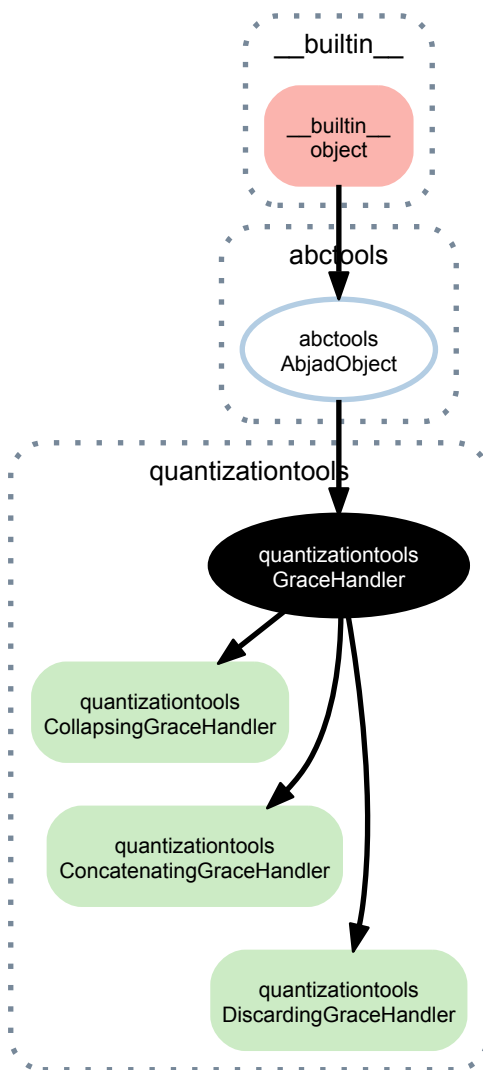 __builtin__
__builtin__
object
abctools
abctools
AbjadObject
quantizationtools
quantizationtools
GraceHandler
quantizationtools
CollapsingGraceHandler
quantizationtools
ConcatenatingGraceHandler
quantizationtools
DiscardingGraceHandler